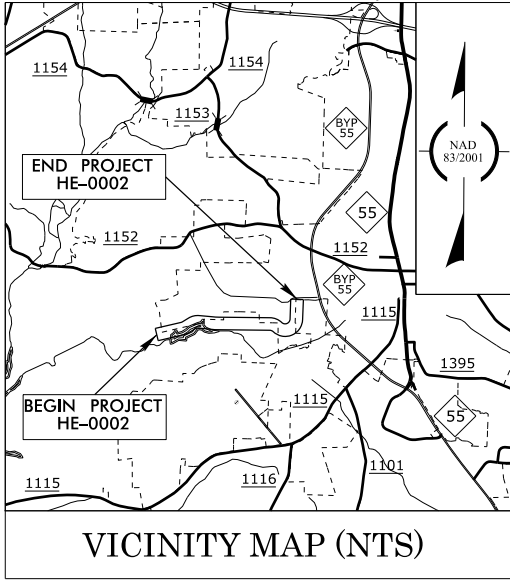 1154
1154
1153
BYP
55
NAD
83/2001
END PROJECT
HE-0002
55
1152
1152
BYP
55
1115
1395
BEGIN PROJECT
HE-0002
1115
55
1115
1116
1101
VICINITY MAP (NTS)